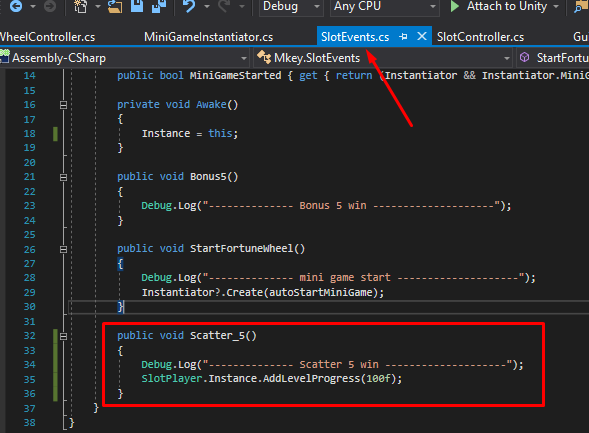 Debug Any CPU Attach to Unity
WheelController.cs MiniGameInstantiator.cs SlotEvents.cs SlotController.cs Gu
Assembly-CSharp Mkey.SlotEvents StartFortu
14 public bool MiniGameStarted { get { return (Instantiator && Instantiator.MiniG
15
16 private void Awake()
17 {
18 Instance = this;
19 }
20
21 public void Bonus5()
22 {
23 Debug.Log("-------------- Bonus 5 win --------------------");
24 }
25
26 public void StartFortuneWheel()
27 {
28 Debug.Log("-------------- mini game start --------------------");
29 Instantiator?.Create(autoStartMiniGame);
30 }
31
32 public void Scatter_5()
33 {
34 Debug.Log("-------------- Scatter 5 win --------------------");
35 SlotPlayer.Instance.AddLevelProgress(100f);
36 }
37 }
38 }